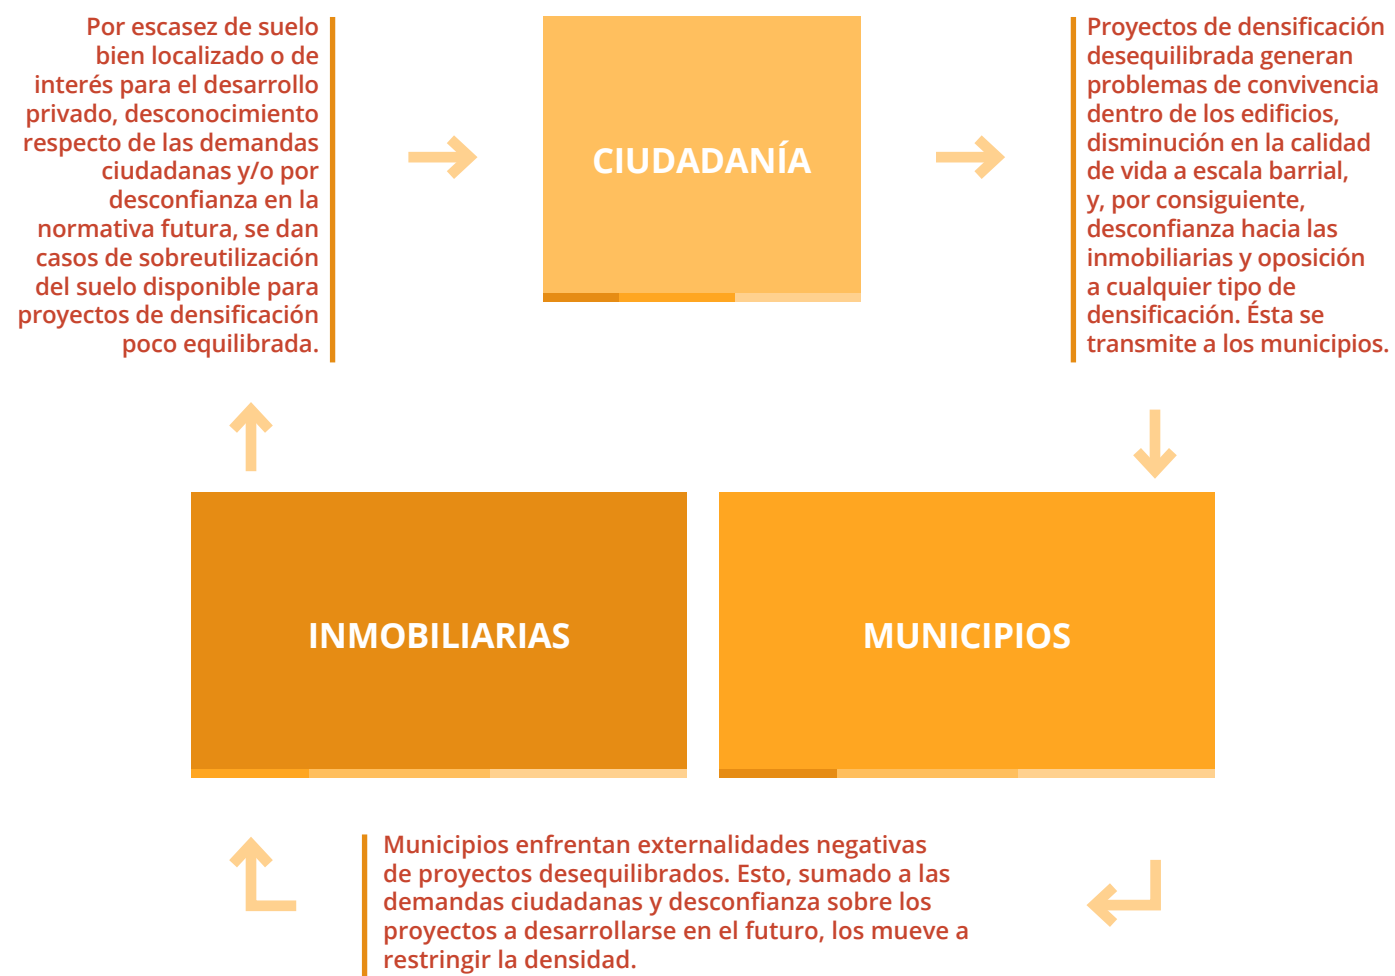 Por escasez de suelo
bien localizado o de
interés para el desarrollo
privado, desconocimiento
respecto de las demandas
ciudadanas y/o por
desconfianza en la
normativa futura, se dan
casos de sobreutilización
del suelo disponible para
proyectos de densificación
poco equilibrada.
CIUDADANÍA
Proyectos de densificación
desequilibrada generan
problemas de convivencia
dentro de los edificios,
disminución en la calidad
de vida a escala barrial,
y, por consiguiente,
desconfianza hacia las
inmobiliarias y oposición
a cualquier tipo de
densificación. Ésta se
transmite a los municipios.
INMOBILIARIAS
MUNICIPIOS
Municipios enfrentan externalidades negativas
de proyectos desequilibrados. Esto, sumado a las
demandas ciudadanas y desconfianza sobre los
proyectos a desarrollarse en el futuro, los mueve a
restringir la densidad.